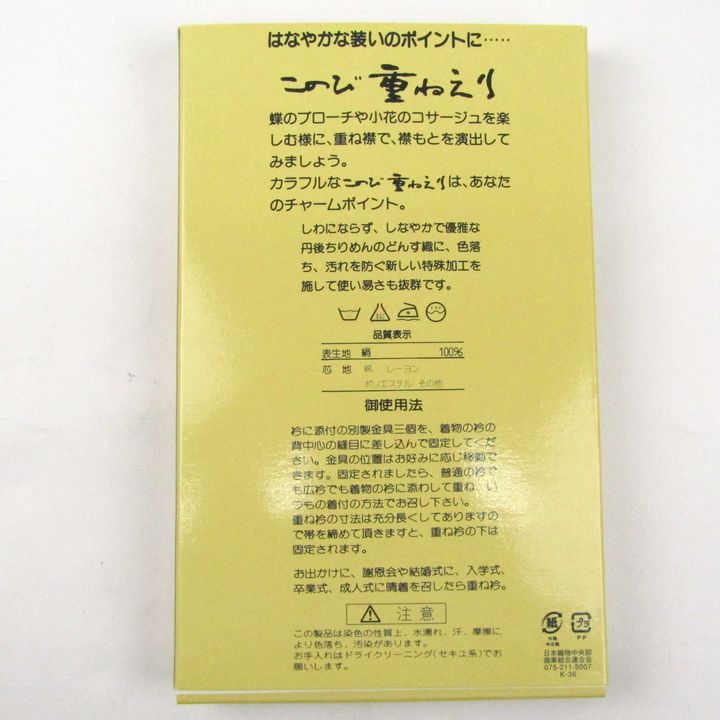 はなやかな装いのポイントに‥‥‥
このび 重ねえり
蝶のブローチや小花のコサージュを楽
しむ様に、重ね襟で、襟もとを演出して
みましょう。
カラフルなこのび重ねえりは、あなた
のチャームポイント。
しわにならず、しなやかで優雅な
丹後ちりめんのどんす織に、色落
ち、汚れを防ぐ新しい特殊加工を
施して使い易さも抜群です。
品質表示
表生地 絹 100%
芯 地 綿、レーヨン
ポリエステル その他
御使用法
衿に添付の別製金具三個を、着物の衿の
背中心の縫目に差し込んで固定してくだ
さい。金具の位置はお好みに応じ移動で
きます。固定されましたら、普通の衿で
も広衿でも着物の衿に添わして重ね、い
つもの着付の方法でお召し下さい。
重ね衿の寸法は充分長くしてありますの
で帯を締めて頂きますと、重ね衿の下は
固定されます。
お出かけに、謝恩会や結婚式に、入学式、
卒業式、成人式に晴着を召したら重ね衿。
注意
この製品は染色の性質上、水濡れ、汗、摩擦に
より色落ち、汚染があります。
お手入れはドライクリーニング(セキユ系)でお
願いします。
紙 プラ
外箱 PP
日本織物中央卸
商業組合連合会
075-211-5007
K-36